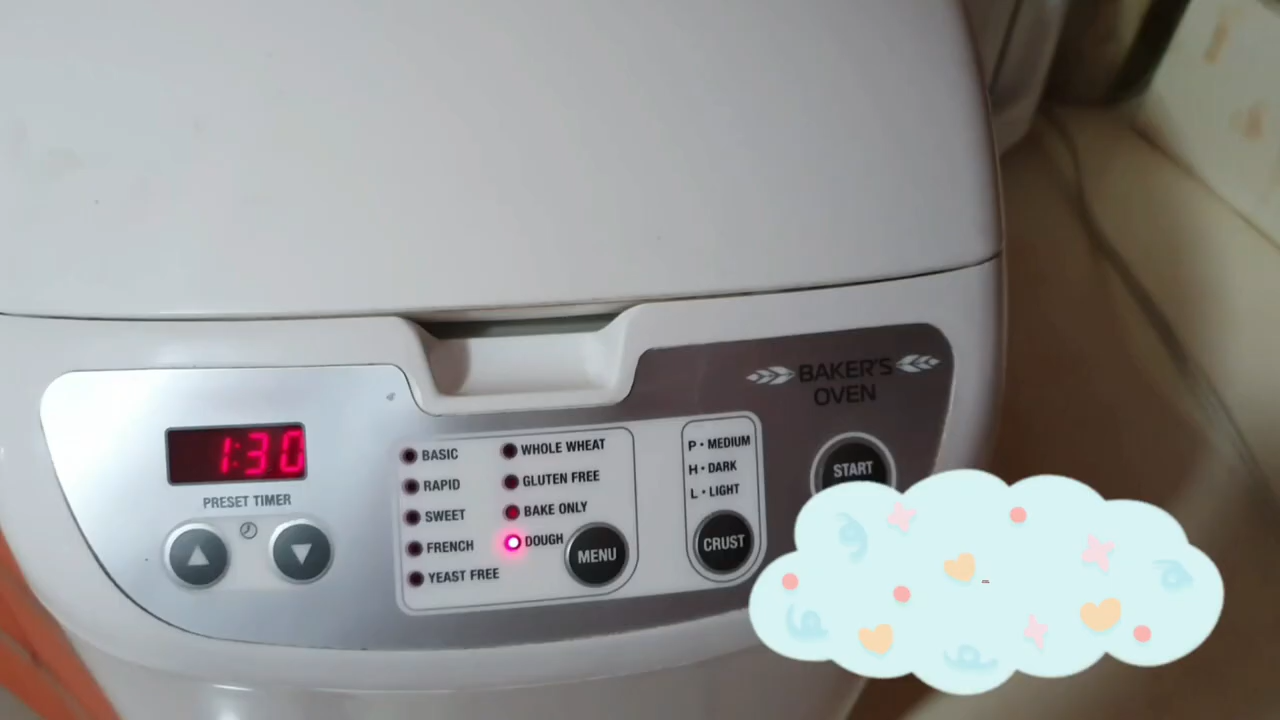 BAKER'S
OVEN
1:30
PRESET TIMER
BASIC
RAPID
SWEET
FRENCH
YEAST FREE
WHOLE WHEAT
GLUTEN FREE
BAKE ONLY
DOUGH
MENU
P • MEDIUM
H • DARK
L • LIGHT
CRUST
START